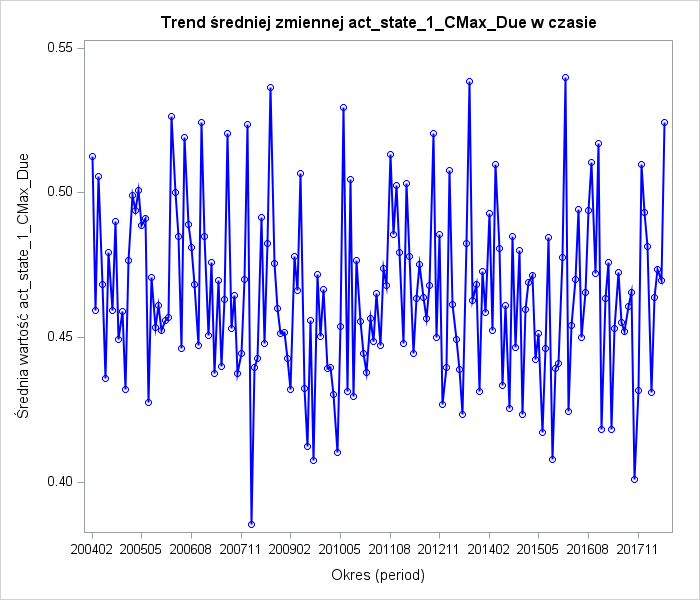 Trend średniej zmiennej act_state_1_CMax_Due w czasie
Średnia wartość act_state_1_CMax_Due
0.55
0.50
0.45
0.40
200402 200505 200608 200711 200902 201005 201108 201211 201402 201505 201608 201711
Okres (period)